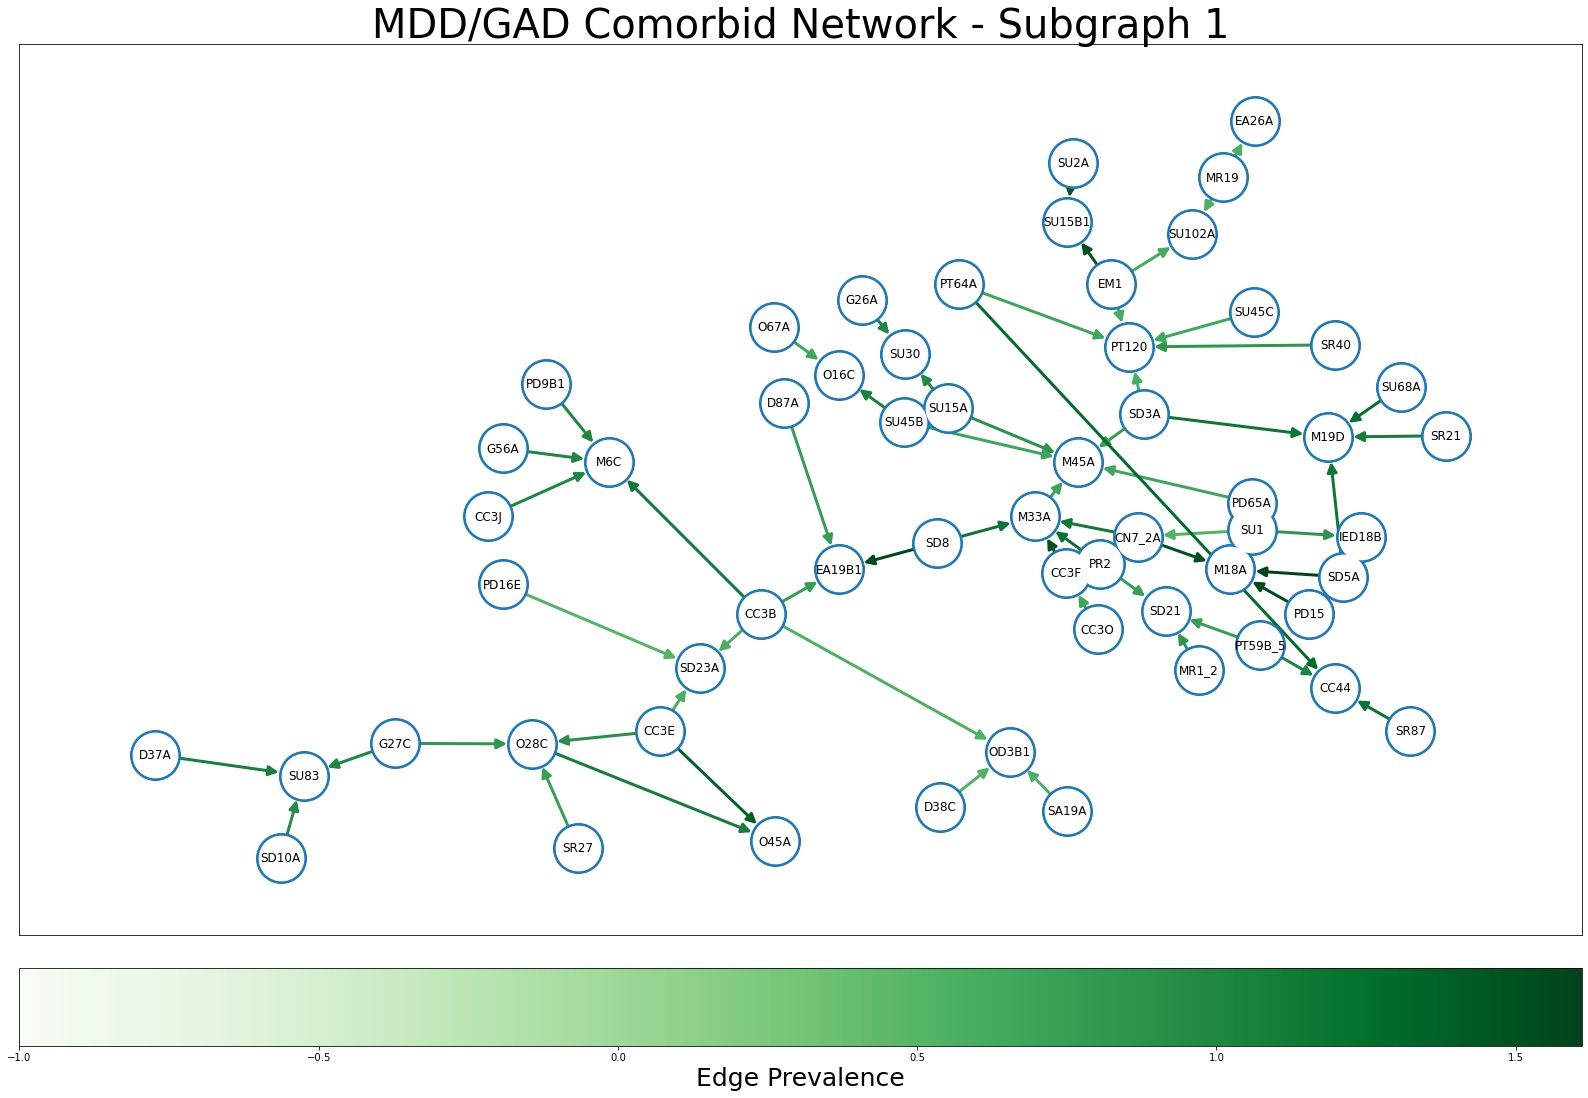 MDD/GAD Comorbid Network - Subgraph 1
EA26A
SU2A
MR19
SU15B1
SU102A
PT64A
EM1
G26A
SU45C
O67A
PT120
SR40
SU30
O16C
PD9B1
SU68A
D87A
SU15A
SD3A
SU45B
M19D
SR21
G56A
M6C
M45A
PD65A
CC3J
M33A
SU1
CN7_2A
IED18B
SD8
PR2
EA19B1
CC3F
M18A
SD5A
PD16E
CC3B
SD21
PD15
CC3O
PT59B_5
SD23A
MR1_2
CC44
CC3E
SR87
G27C
O28C
OD3B1
D37A
SU83
D38C
SA19A
O45A
SR27
SD10A
−1.0 −0.5 0.0 0.5 1.0 1.5
Edge Prevalence